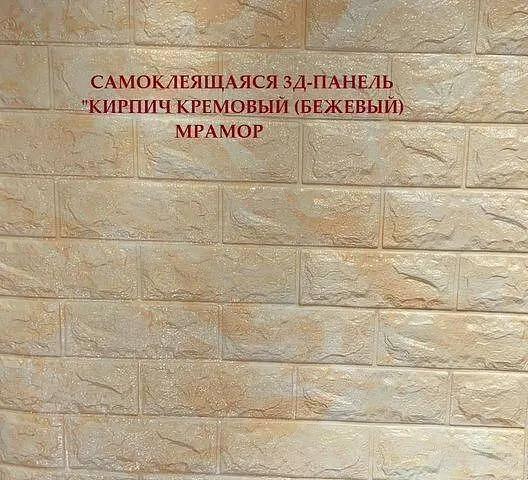 САМОКЛЕЯЩАЯСЯ 3Д-ПАНЕЛЬ
"КИРПИЧ КРЕМОВЫЙ (БЕЖЕВЫЙ)
МРАМОР